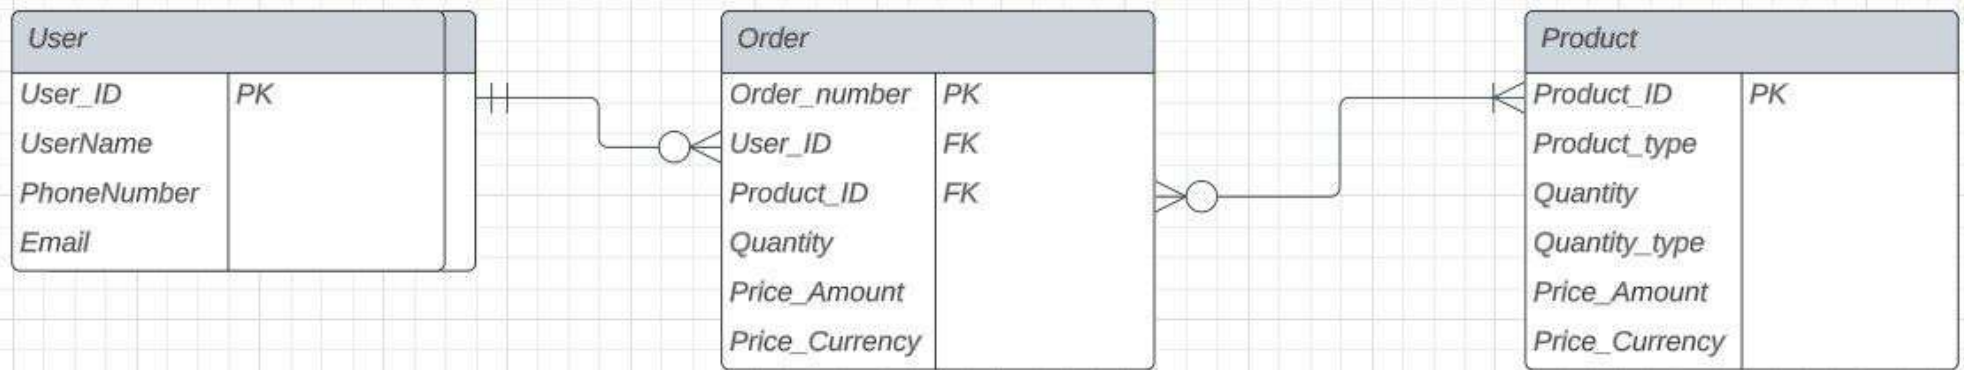 User
User_ID PK
UserName
PhoneNumber
Email
Order
Order_number PK
User_ID FK
Product_ID FK
Quantity
Price_Amount
Price_Currency
Product
Product_ID PK
Product_type
Quantity
Quantity_type
Price_Amount
Price_Currency